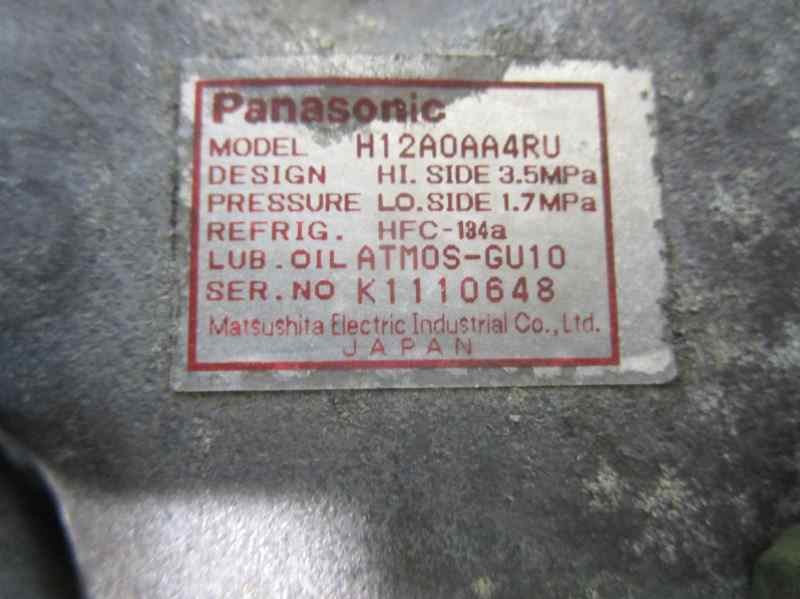 Panasonic
MODEL H12A0AA4RU
DESIGN HI. SIDE 3.5MPa
PRESSURE LO. SIDE 1.7MPa
REFRIG. HFC-134a
LUB. OIL ATMOS-GU10
SER. NO K1110648
Matsushita Electric Industrial Co., Ltd.
JAPAN